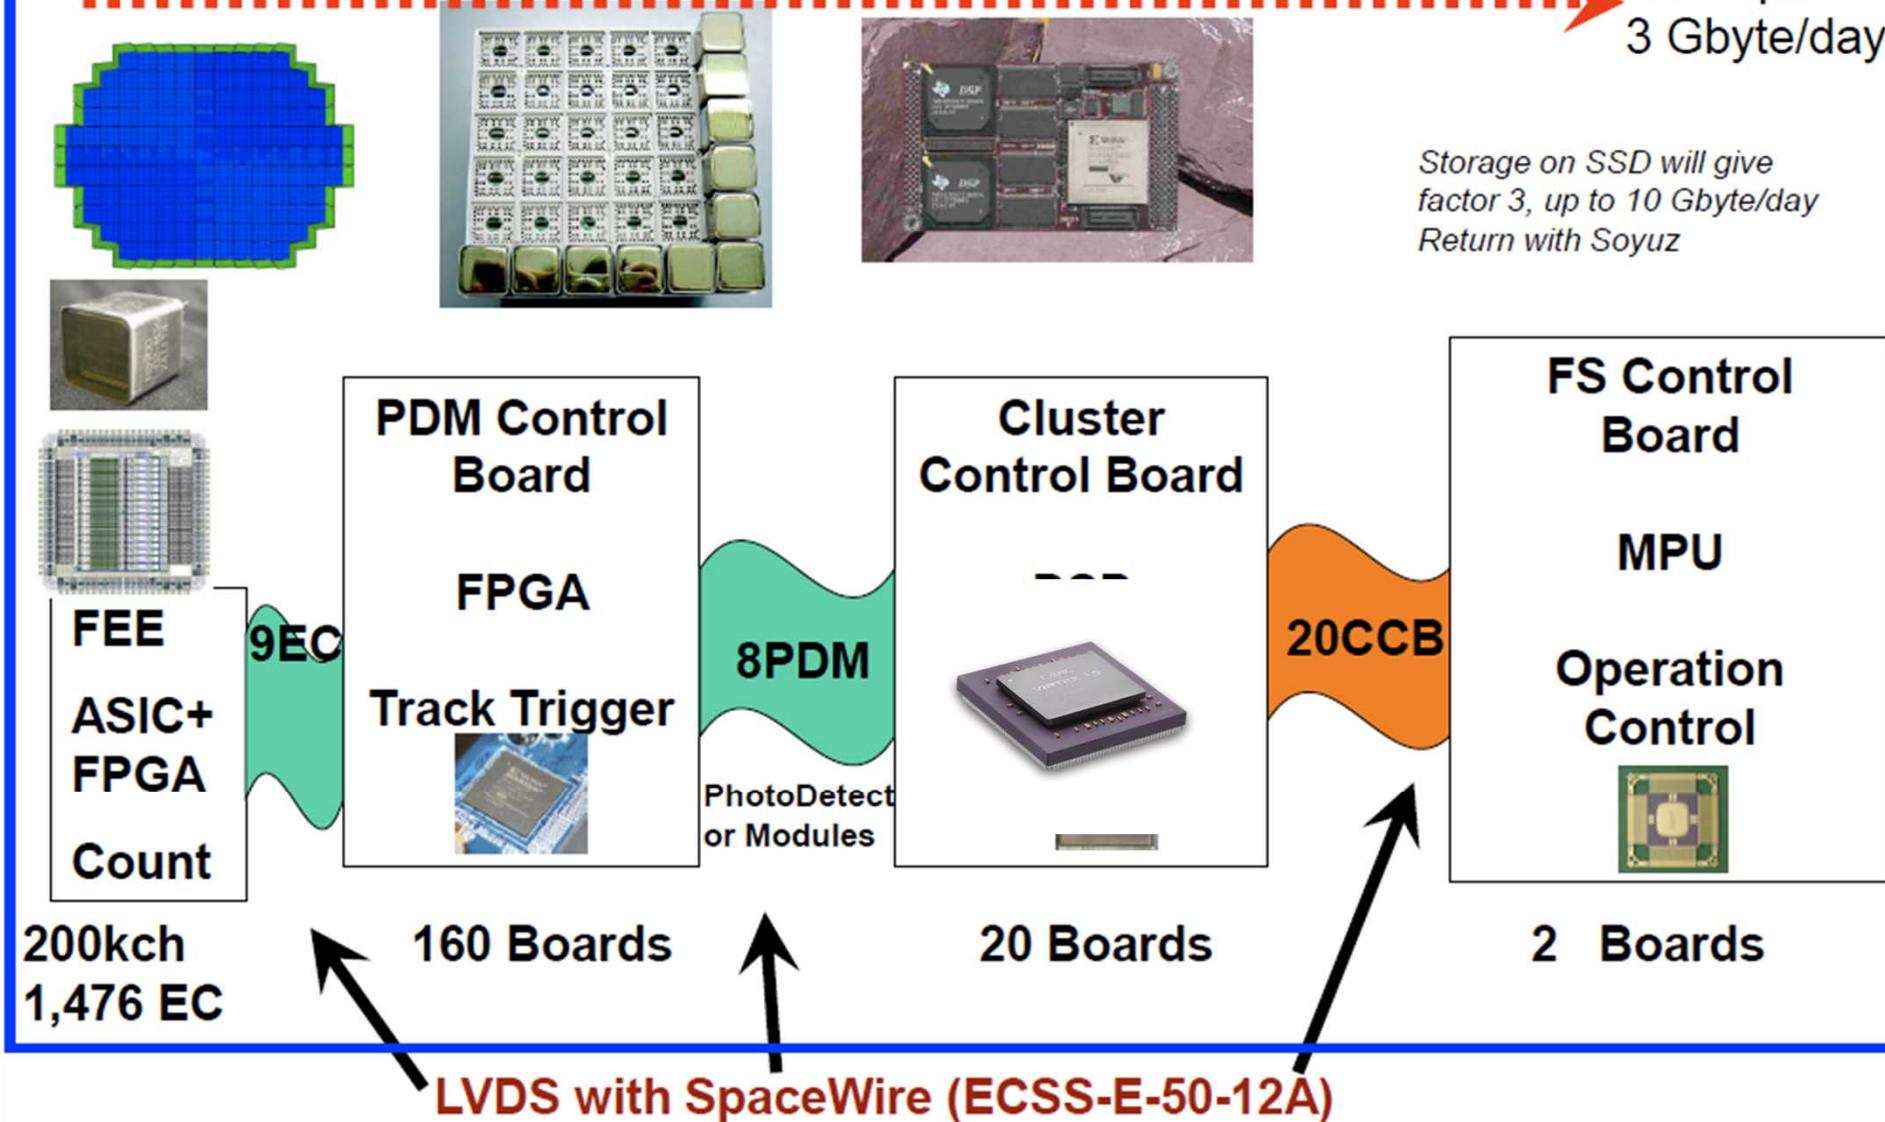 3 Gbyte/day
DSP
DSP
Storage on SSD will give
factor 3, up to 10 Gbyte/day
Return with Soyuz
PDM Control
Board
FPGA
Track Trigger
Cluster
Control Board
FS Control
Board
MPU
Operation
Control
FEE
ASIC+
FPGA
Count
9EC
8PDM
20CCB
PhotoDetect
or Modules
200kch
1,476 EC
160 Boards
20 Boards
2 Boards
LVDS with SpaceWire (ECSS-E-50-12A)